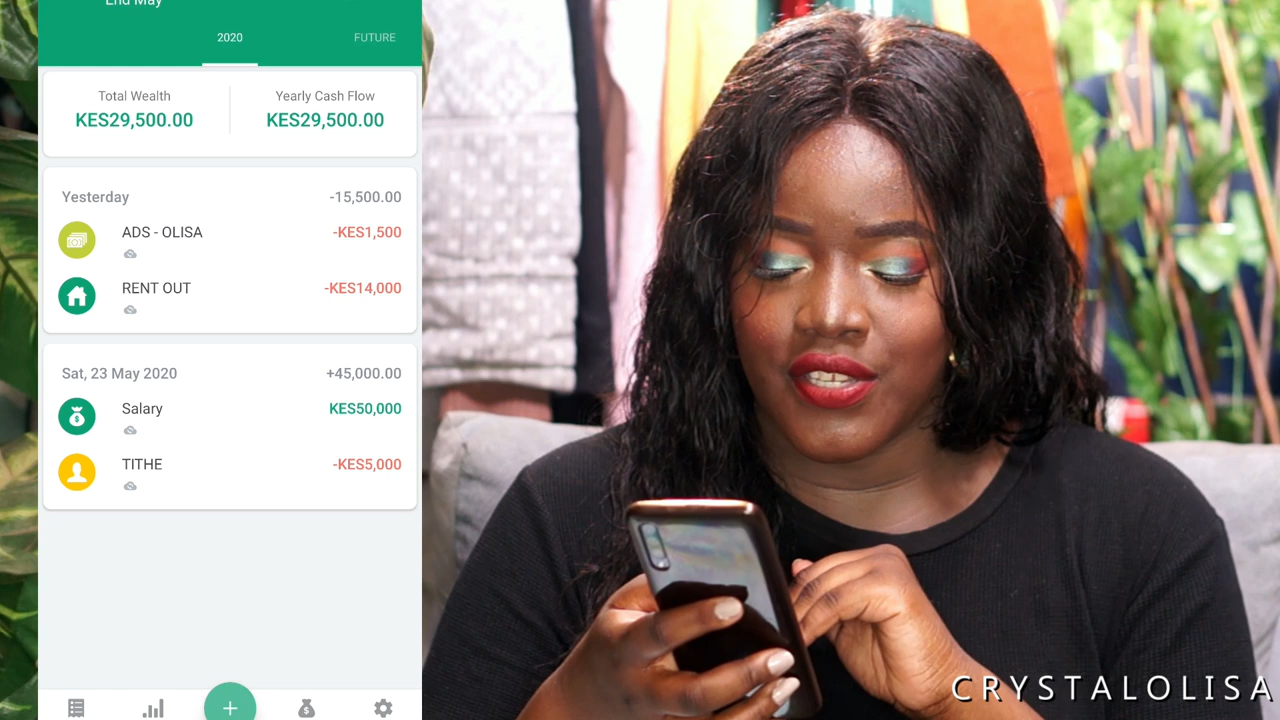 End May
2020 FUTURE
Total Wealth Yearly Cash Flow
KES29,500.00 KES29,500.00
Yesterday -15,500.00
ADS - OLISA -KES1,500
RENT OUT -KES14,000
Sat, 23 May 2020 +45,000.00
Salary KES50,000
TITHE -KES5,000
CRYSTALOLISA